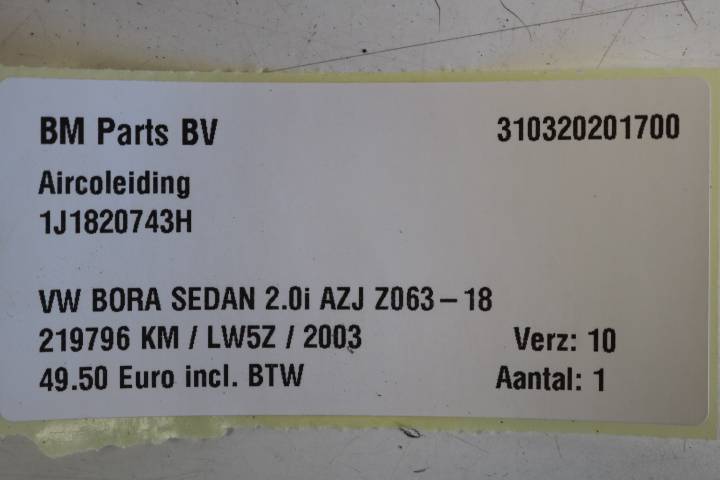 BM Parts BV 310320201700
Aircoleiding
1J1820743H
VW BORA SEDAN 2.0i AZJ Z063-18
219796 KM / LW5Z / 2003 Verz: 10
49.50 Euro incl. BTW Aantal: 1